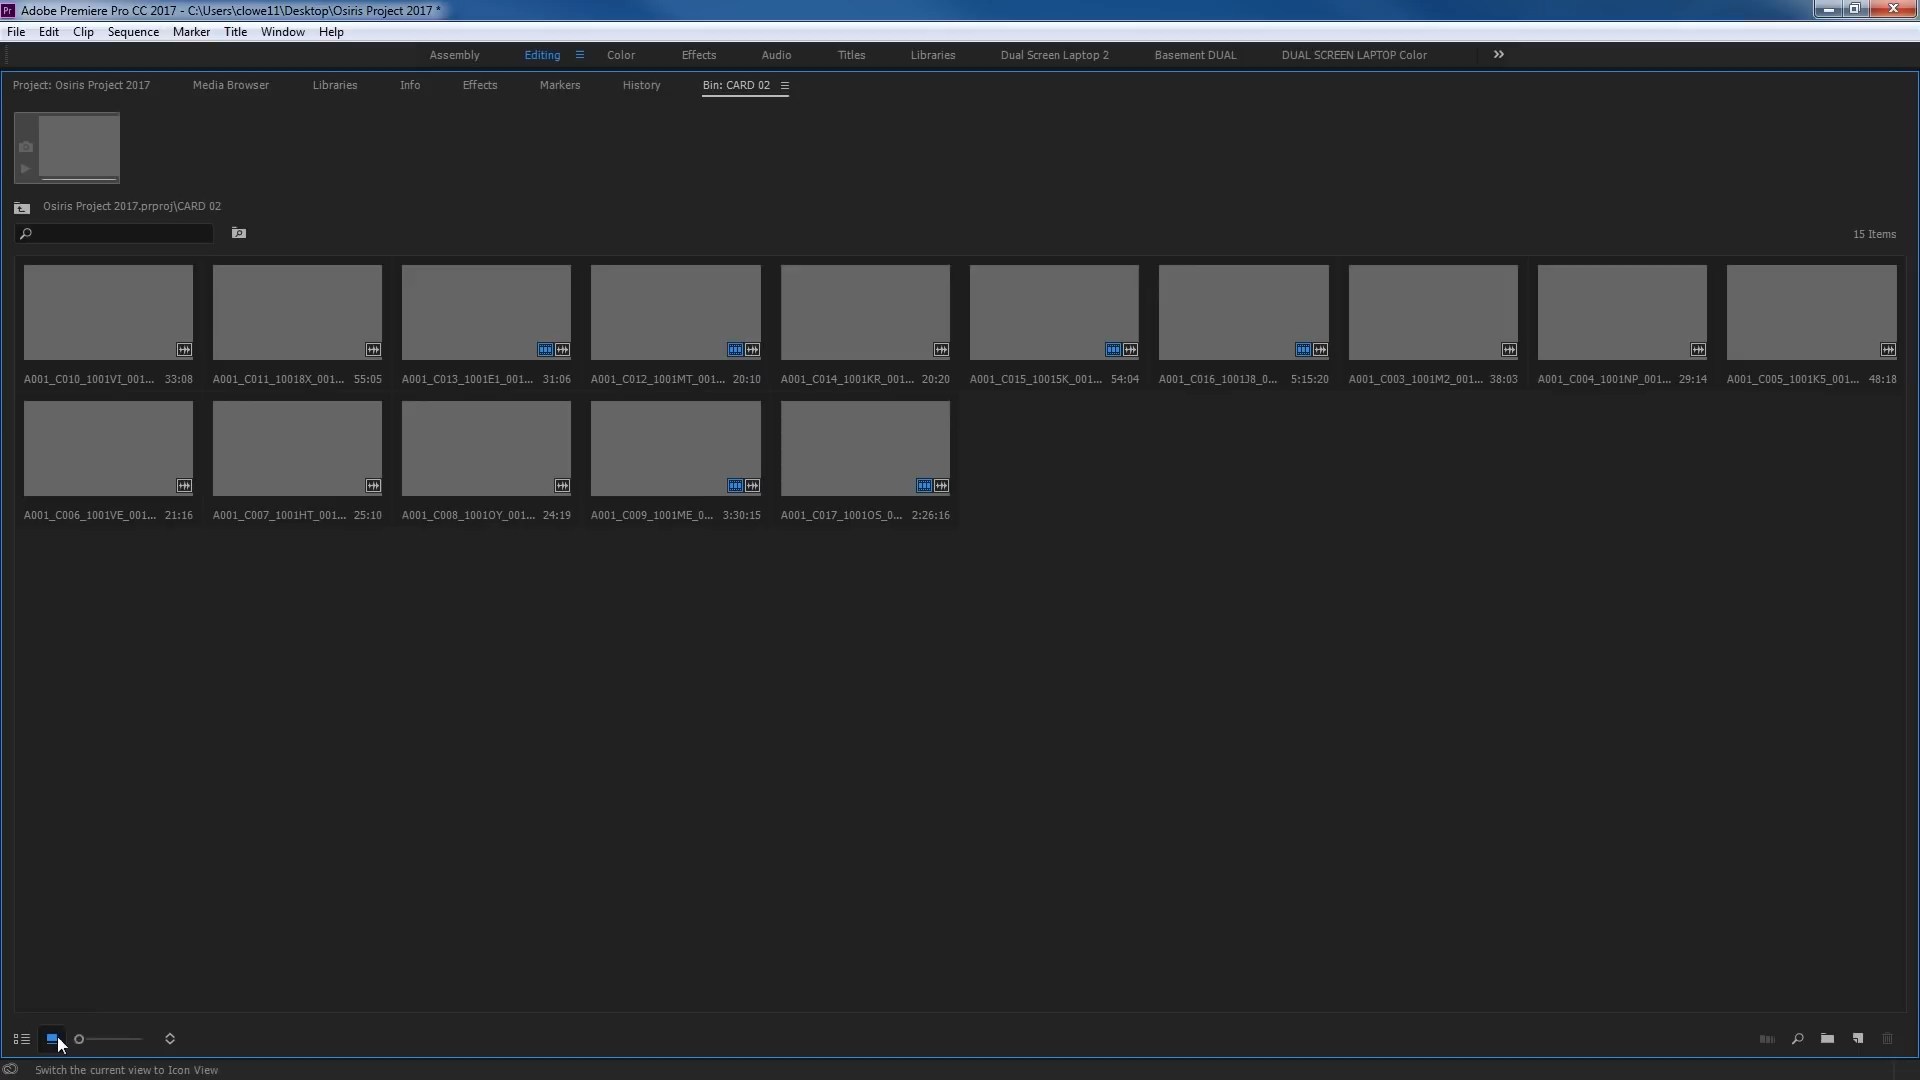 Pr Adobe Premiere Pro CC 2017 - C:\Users\clowe11\Desktop\Osiris Project 2017 *
File Edit Clip Sequence Marker Title Window Help
Assembly Editing Color Effects Audio Titles Libraries Dual Screen Laptop 2 Basement DUAL DUAL SCREEN LAPTOP Color
Project: Osiris Project 2017 Media Browser Libraries Info Effects Markers History Bin: CARD 02
Osiris Project 2017.prproj\CARD 02
15 Items
A001_C010_1001VI_001... 33:08 A001_C011_10018X_001... 55:05 A001_C013_1001E1_001... 31:06 A001_C012_1001MT_001... 20:10 A001_C014_1001KR_001... 20:20 A001_C015_10015K_001... 54:04 A001_C016_1001J8_0... 5:15:20 A001_C003_1001M2_001... 38:03 A001_C004_1001NP_001... 29:14 A001_C005_1001K5_001... 48:18
A001_C006_1001VE_001... 21:16 A001_C007_1001HT_001... 25:10 A001_C008_1001OY_001... 24:19 A001_C009_1001ME_0... 3:30:15 A001_C017_1001OS_0... 2:26:16
Switch the current view to Icon View